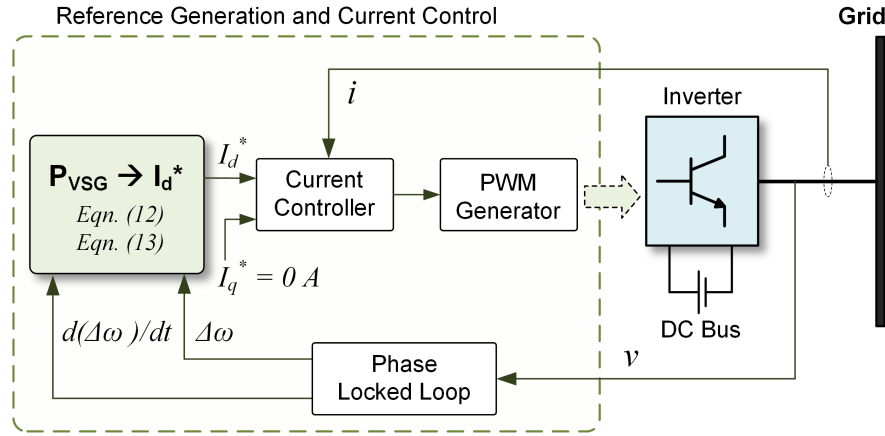 Reference Generation and Current Control
Grid
i
Inverter
P_VSG → I_d*
Eqn. (12)
Eqn. (13)
I_d*
Current
Controller
PWM
Generator
I_q* = 0 A
DC Bus
d(Δω)/dt
Δω
Phase
Locked Loop
v